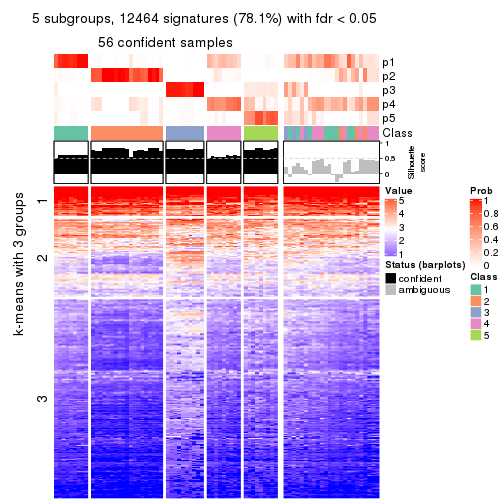 5 subgroups, 12464 signatures (78.1%) with fdr < 0.05
56 confident samples
p1
p2
p3
p4
p5
Class
1
0.5
0
Silhouette
score
k-means with 3 groups
1
2
3
Value
5
4
3
2
1
Status (barplots)
confident
ambiguous
Prob
1
0.8
0.6
0.4
0.2
0
Class
1
2
3
4
5